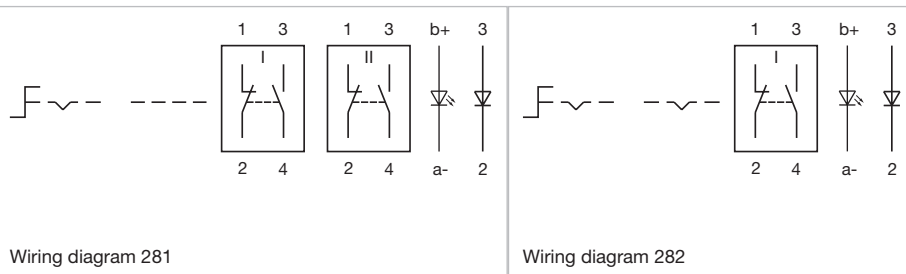 1 3 1 3 b+ 3
I II
2 4 2 4 a- 2
Wiring diagram 281
1 3 b+ 3
I
2 4 a- 2
Wiring diagram 282